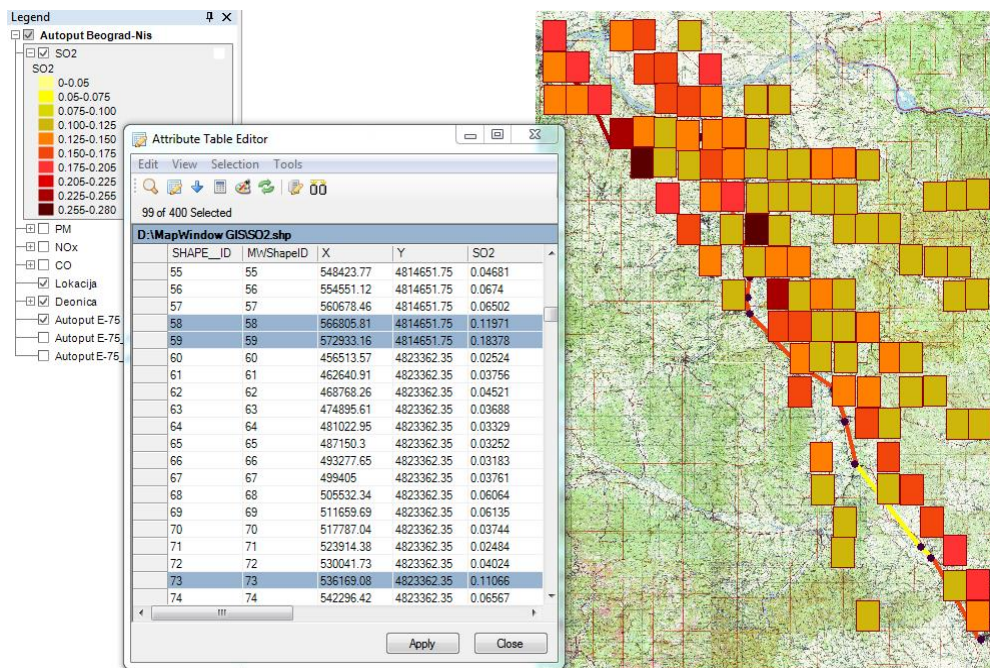 Legend
Autoput Beograd-Nis
SO2
SO2
0-0.05
0.05-0.075
0.075-0.100
0.100-0.125
0.125-0.150
0.150-0.175
0.175-0.205
0.205-0.225
0.225-0.255
0.255-0.280
PM
NOx
CO
Lokacija
Deonica
Autoput E-75
Autoput E-75_
Autoput E-75_
Attribute Table Editor
Edit View Selection Tools
99 of 400 Selected
D:\MapWindow GIS\SO2.shp
SHAPE__ID MWShapeID X Y SO2
55 55 548423.77 4814651.75 0.04681
56 56 554551.12 4814651.75 0.0674
57 57 560678.46 4814651.75 0.06502
58 58 566805.81 4814651.75 0.11971
59 59 572933.16 4814651.75 0.18378
60 60 456513.57 4823362.35 0.02524
61 61 462640.91 4823362.35 0.03756
62 62 468768.26 4823362.35 0.04521
63 63 474895.61 4823362.35 0.03688
64 64 481022.95 4823362.35 0.03329
65 65 487150.3 4823362.35 0.03252
66 66 493277.65 4823362.35 0.03183
67 67 499405 4823362.35 0.03761
68 68 505532.34 4823362.35 0.06064
69 69 511659.69 4823362.35 0.06135
70 70 517787.04 4823362.35 0.03744
71 71 523914.38 4823362.35 0.02484
72 72 530041.73 4823362.35 0.04024
73 73 536169.08 4823362.35 0.11066
74 74 542296.42 4823362.35 0.06567
Apply Close